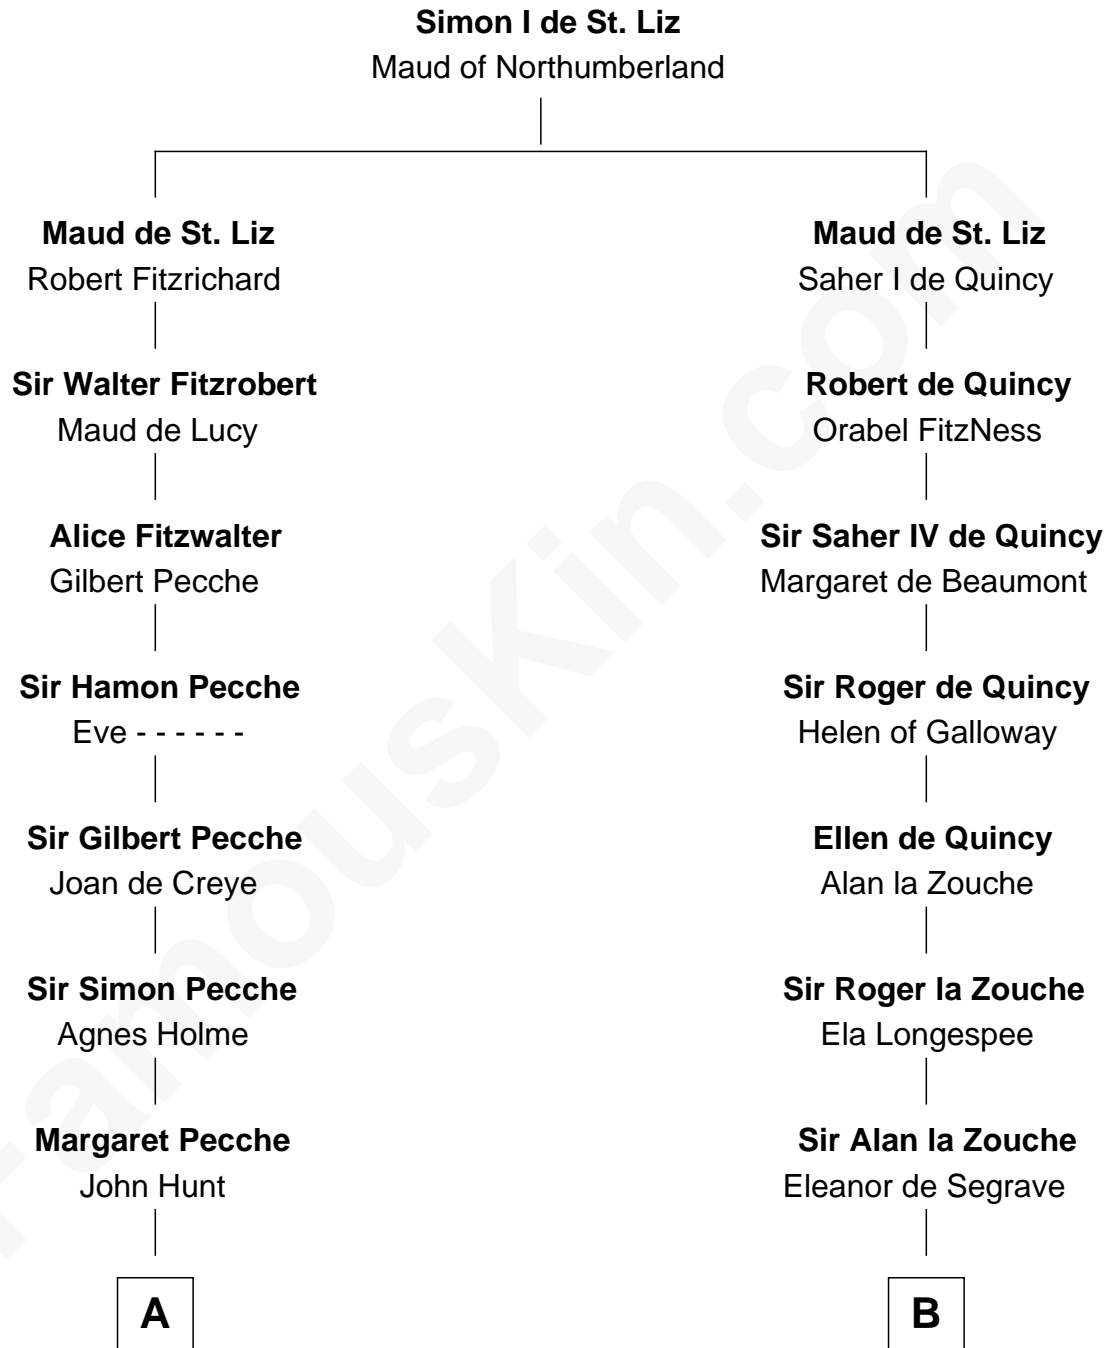 Simon I de St. Liz
Maud of Northumberland
Maud de St. Liz
Robert Fitzrichard
Sir Walter Fitzrobert
Maud de Lucy
Alice Fitzwalter
Gilbert Pecche
Sir Hamon Pecche
Eve - - - - - -
Sir Gilbert Pecche
Joan de Creye
Sir Simon Pecche
Agnes Holme
Margaret Pecche
John Hunt
A
Maud de St. Liz
Saher I de Quincy
Robert de Quincy
Orabel FitzNess
Sir Saher IV de Quincy
Margaret de Beaumont
Sir Roger de Quincy
Helen of Galloway
Ellen de Quincy
Alan la Zouche
Sir Roger la Zouche
Ela Longespee
Sir Alan la Zouche
Eleanor de Segrave
B
FamousKin.com